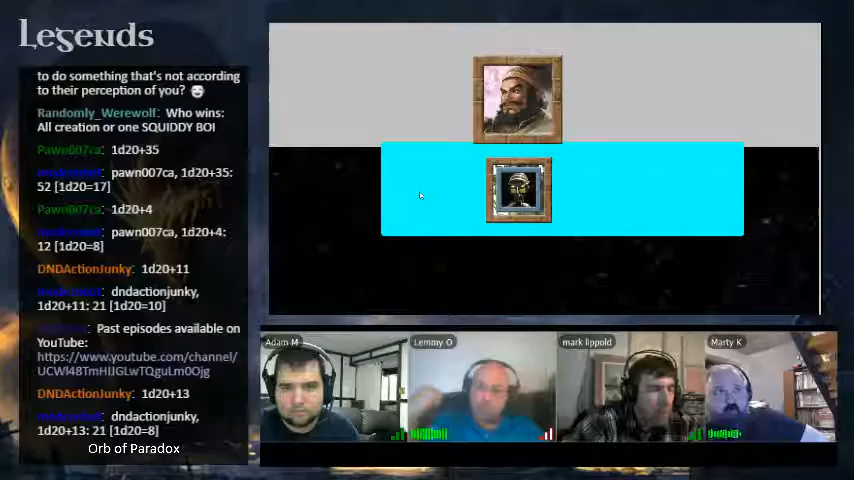 Legends
to do something that's not according
to their perception of you?
Randomly_Werewolf: Who wins:
All creation or one SQUIDDY BOI
Pawn007ca: 1d20+35
pawn007ca, 1d20+35:
52 [1d20=17]
Pawn007ca: 1d20+4
pawn007ca, 1d20+4:
12 [1d20=8]
DNDActionJunky: 1d20+11
dndactionjunky,
1d20+11: 21 [1d20=10]
Past episodes available on
YouTube:
https://www.youtube.com/channel/
DNDActionJunky: 1d20+13
dndactionjunky,
1d20+13: 21 [1d20=8]
Orb of Paradox
Adam M
Lemmy O
mark lippold
Marty K